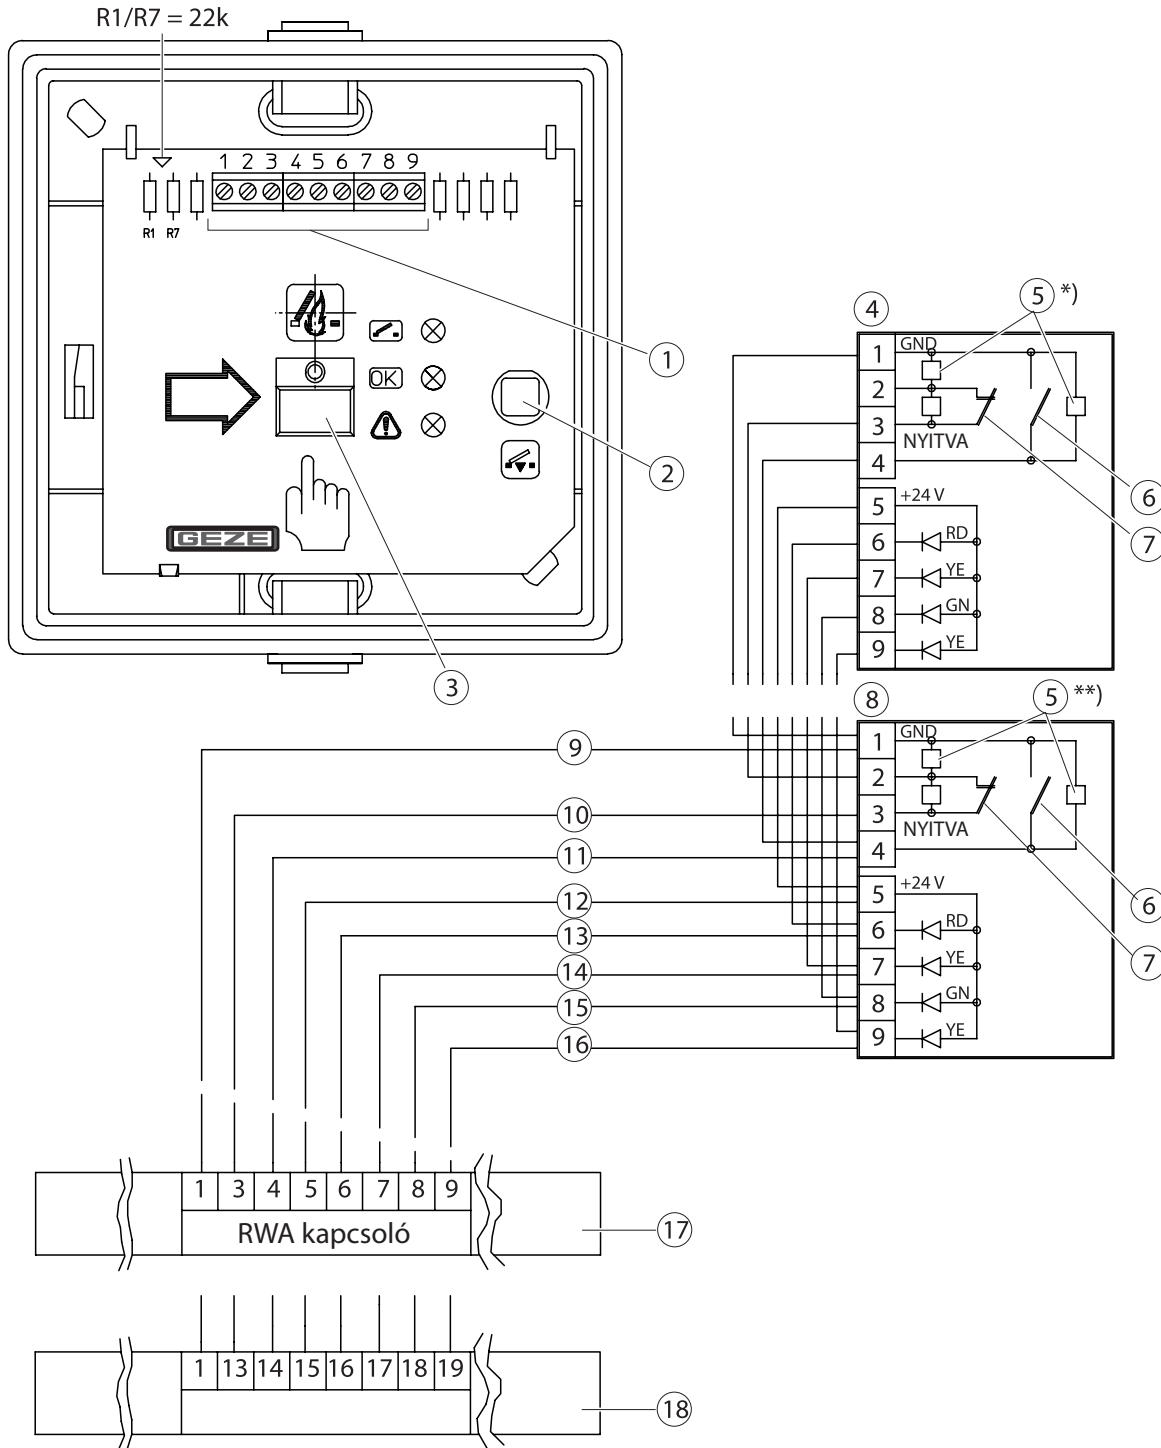 R1/R7 = 22k
1 2 3 4 5 6 7 8 9
R1 R7
OK
GEZE
1
2
3
4
5 *)
1 GND
2
3 NYITVA
4
5 +24 V
6 RD
7 YE
8 GN
9 YE
6
7
8
5 **)
1 GND
2
3 NYITVA
4
5 +24 V
6 RD
7 YE
8 GN
9 YE
6
7
9
10
11
12
13
14
15
16
1 3 4 5 6 7 8 9
RWA kapcsoló
17
1 13 14 15 16 17 18 19
18